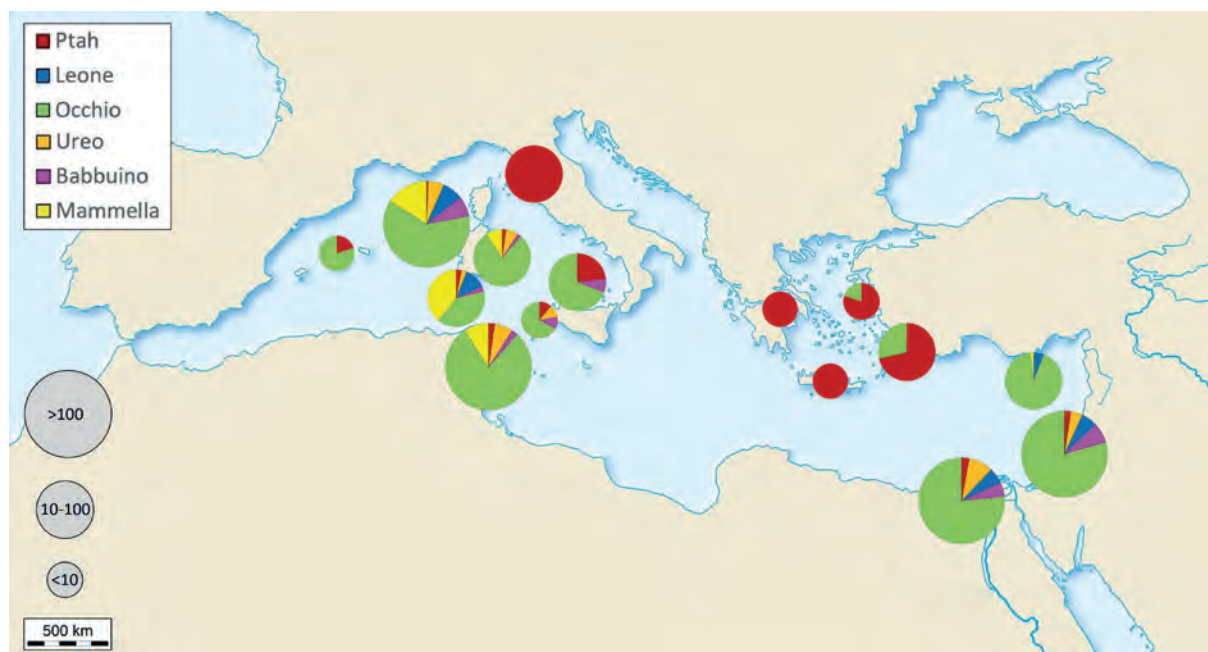 Ptah
Leone
Occhio
Ureo
Babbuino
Mammella
>100
10-100
<10
500 km